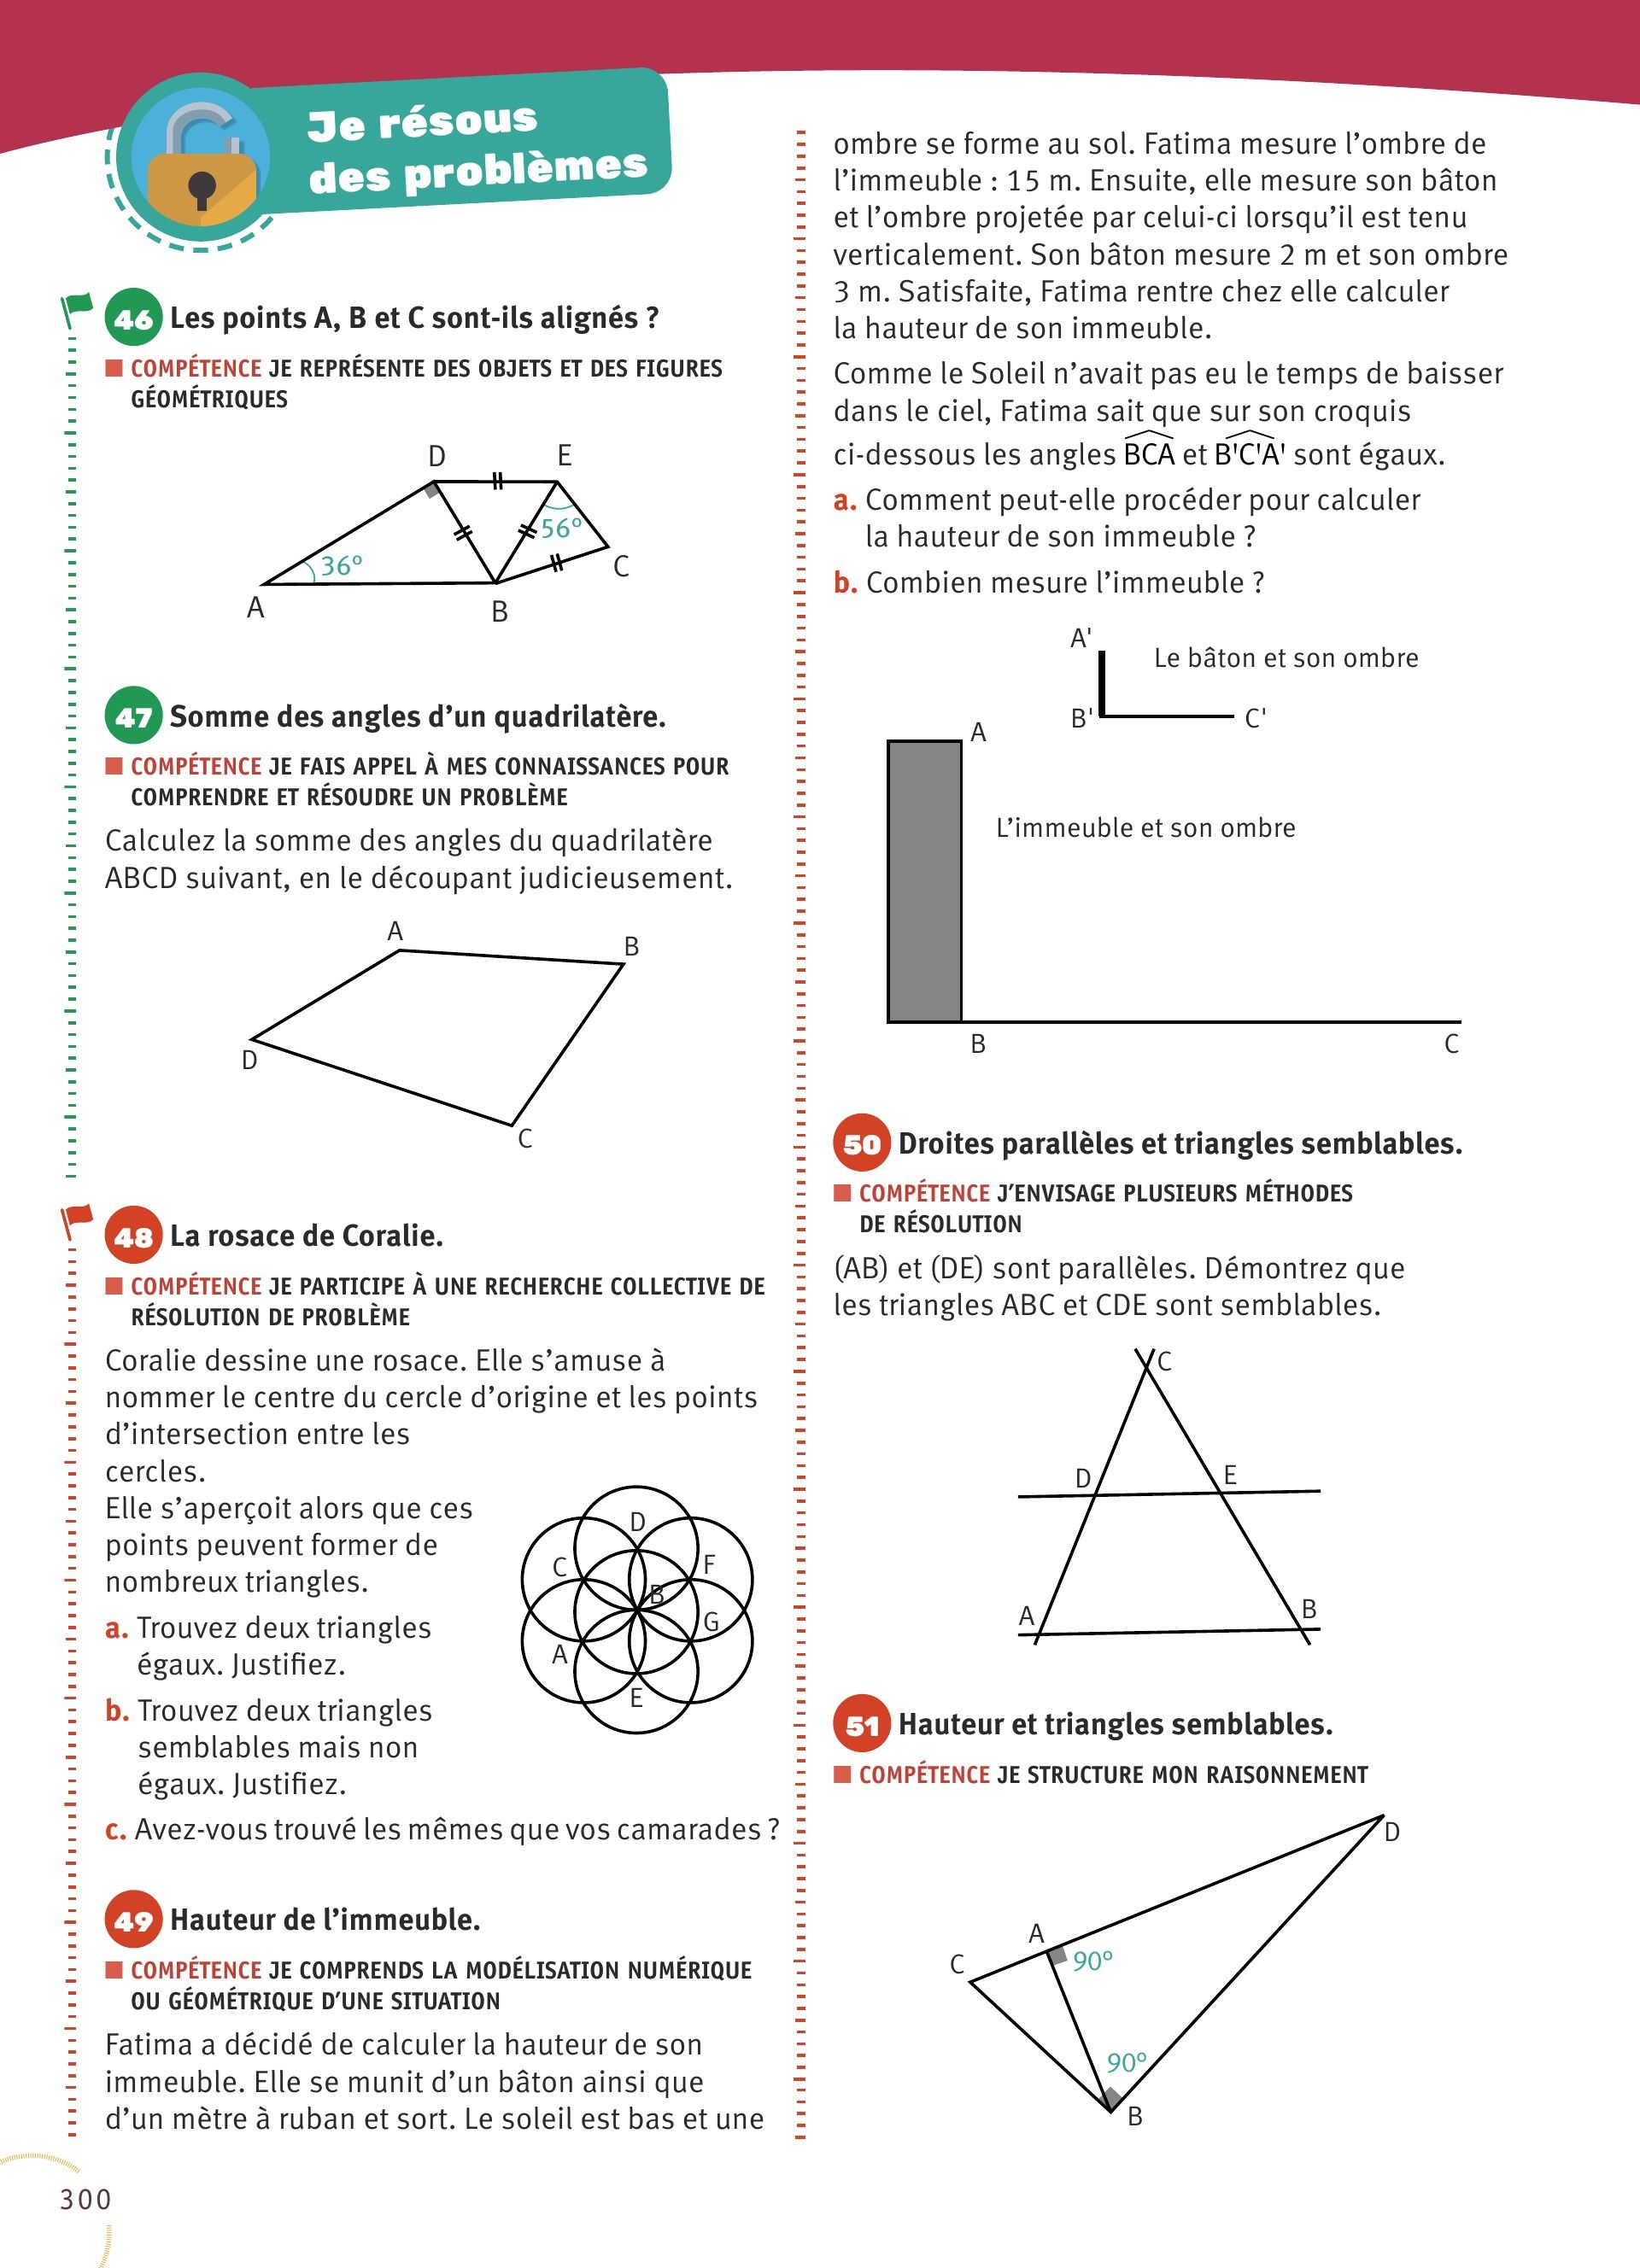 Je résous
des problèmes
46 Les points A, B et C sont-ils alignés ?
COMPÉTENCE JE REPRÉSENTE DES OBJETS ET DES FIGURES
GÉOMÉTRIQUES
D E
56º
36º
C
A B
47 Somme des angles d’un quadrilatère.
COMPÉTENCE JE FAIS APPEL À MES CONNAISSANCES POUR
COMPRENDRE ET RÉSOUDRE UN PROBLÈME
Calculez la somme des angles du quadrilatère
ABCD suivant, en le découpant judicieusement.
A
B
D
C
48 La rosace de Coralie.
COMPÉTENCE JE PARTICIPE À UNE RECHERCHE COLLECTIVE DE
RÉSOLUTION DE PROBLÈME
Coralie dessine une rosace. Elle s’amuse à
nommer le centre du cercle d’origine et les points
d’intersection entre les
cercles.
Elle s’aperçoit alors que ces
points peuvent former de
nombreux triangles.
a. Trouvez deux triangles
égaux. Justifiez.
b. Trouvez deux triangles
semblables mais non
égaux. Justifiez.
c. Avez-vous trouvé les mêmes que vos camarades ?
D
C F
B
G
A
E
49 Hauteur de l’immeuble.
COMPÉTENCE JE COMPRENDS LA MODÉLISATION NUMÉRIQUE
OU GÉOMÉTRIQUE D’UNE SITUATION
Fatima a décidé de calculer la hauteur de son
immeuble. Elle se munit d’un bâton ainsi que
d’un mètre à ruban et sort. Le soleil est bas et une
ombre se forme au sol. Fatima mesure l’ombre de
l’immeuble : 15 m. Ensuite, elle mesure son bâton
et l’ombre projetée par celui-ci lorsqu’il est tenu
verticalement. Son bâton mesure 2 m et son ombre
3 m. Satisfaite, Fatima rentre chez elle calculer
la hauteur de son immeuble.
Comme le Soleil n’avait pas eu le temps de baisser
dans le ciel, Fatima sait que sur son croquis
ci-dessous les angles BCA et B'C'A' sont égaux.
a. Comment peut-elle procéder pour calculer
la hauteur de son immeuble ?
b. Combien mesure l’immeuble ?
A'
Le bâton et son ombre
B' C'
A
L’immeuble et son ombre
B C
50 Droites parallèles et triangles semblables.
COMPÉTENCE J’ENVISAGE PLUSIEURS MÉTHODES
DE RÉSOLUTION
(AB) et (DE) sont parallèles. Démontrez que
les triangles ABC et CDE sont semblables.
C
D E
A B
51 Hauteur et triangles semblables.
COMPÉTENCE JE STRUCTURE MON RAISONNEMENT
D
A
C 90º
90º
B
300